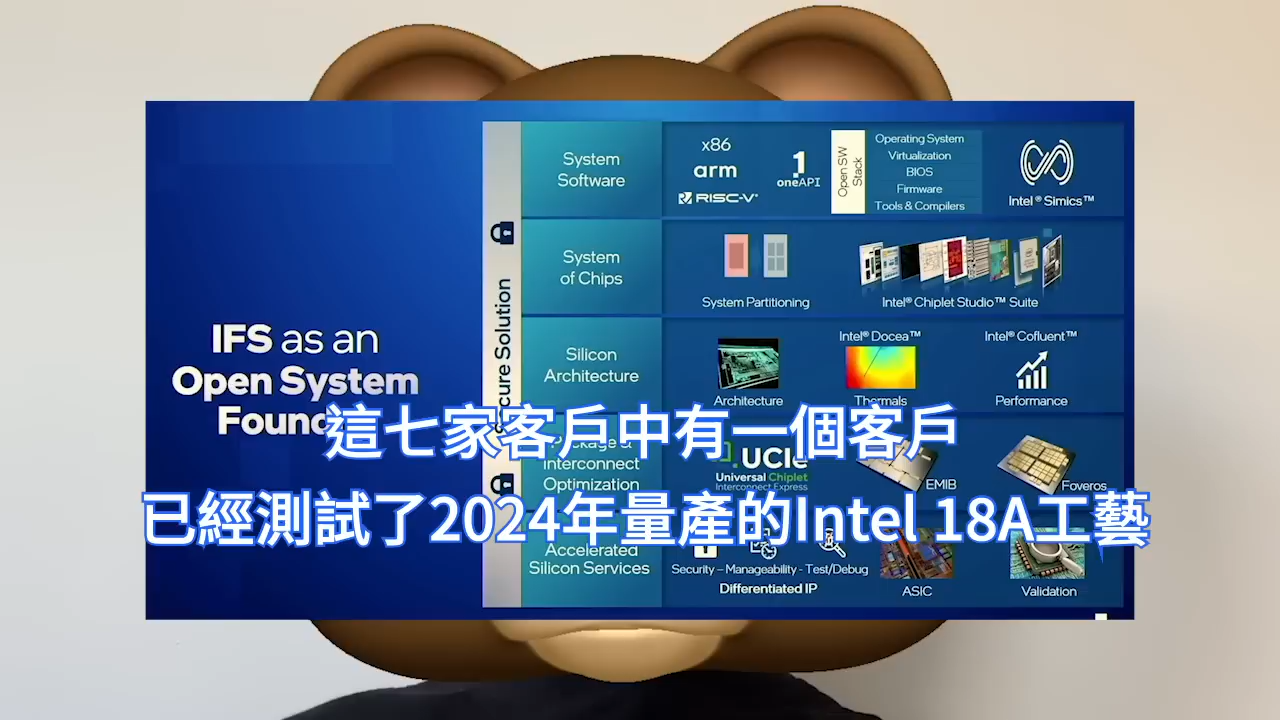 IFS as an
Open System
Foun
cure Solution
System
Software
x86
arm
RISC-V®
oneAPI
Open SW
Stack
Operating System
Virtualization
BIOS
Firmware
Tools & Compilers
Intel® Simics™
System
of Chips
System Partitioning
Intel® Chiplet Studio™ Suite
Silicon
Architecture
Architecture
Intel® Docea™
Thermals
Intel® Cofluent™
Performance
這七家客戶中有一個客戶
Interconnect
Optimization
UCIe
Universal Chiplet
Interconnect Express
EMIB
Foveros
已經測試了2024年量產的Intel 18A工藝
Accelerated
Silicon Services
Security – Manageability - Test/Debug
Differentiated IP
ASIC
Validation